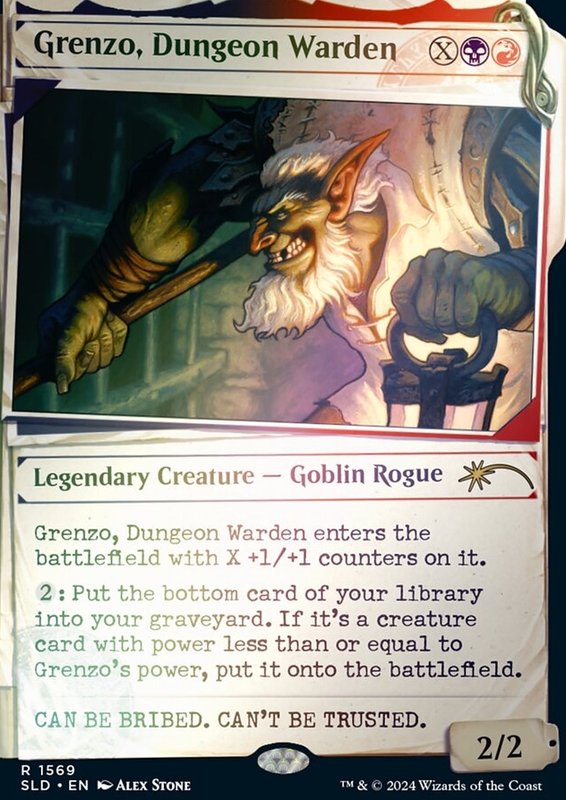 Grenzo, Dungeon Warden X
Legendary Creature — Goblin Rogue
Grenzo, Dungeon Warden enters the
battlefield with X +1/+1 counters on it.
2: Put the bottom card of your library
into your graveyard. If it's a creature
card with power less than or equal to
Grenzo's power, put it onto the battlefield.
CAN BE BRIBED. CAN'T BE TRUSTED.
2/2
R 1569
SLD • EN ALEX STONE
™ & © 2024 Wizards of the Coast